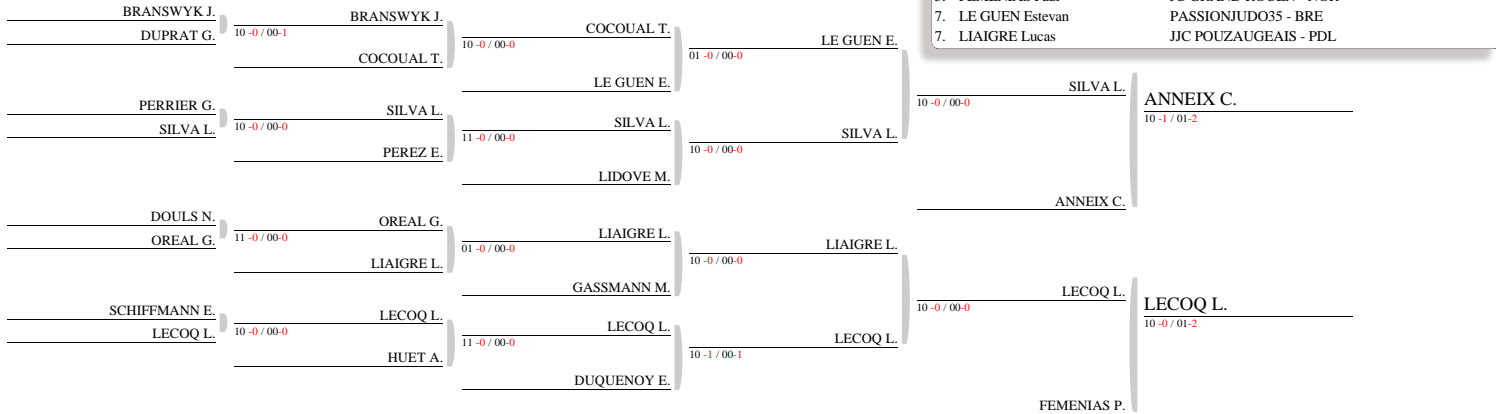 BRANSWYK J.
DUPRAT G.
PERRIER G.
SILVA L.
DOULS N.
OREAL G.
SCHIFFMANN E.
LECOQ L.
BRANSWYK J.
10 -0 / 00-1
COCOUAL T.
SILVA L.
10 -0 / 00-0
PEREZ E.
OREAL G.
11 -0 / 00-0
LIAIGRE L.
LECOQ L.
10 -0 / 00-0
HUET A.
COCOUAL T.
10 -0 / 00-0
LE GUEN E.
SILVA L.
11 -0 / 00-0
LIDOVE M.
LIAIGRE L.
01 -0 / 00-0
GASSMANN M.
LECOQ L.
11 -0 / 00-0
DUQUENOY E.
LE GUEN E.
01 -0 / 00-0
SILVA L.
10 -0 / 00-0
LIAIGRE L.
10 -0 / 00-0
LECOQ L.
10 -1 / 00-1
SILVA L.
10 -0 / 00-0
ANNEIX C.
LECOQ L.
10 -0 / 00-0
FEMENIAS P.
ANNEIX C.
10 -1 / 01-2
LECOQ L.
10 -0 / 01-2
7. LE GUEN Estevan PASSIONJUDO35 - BRE
7. LIAIGRE Lucas JJC POUZAUGEAIS - PDL